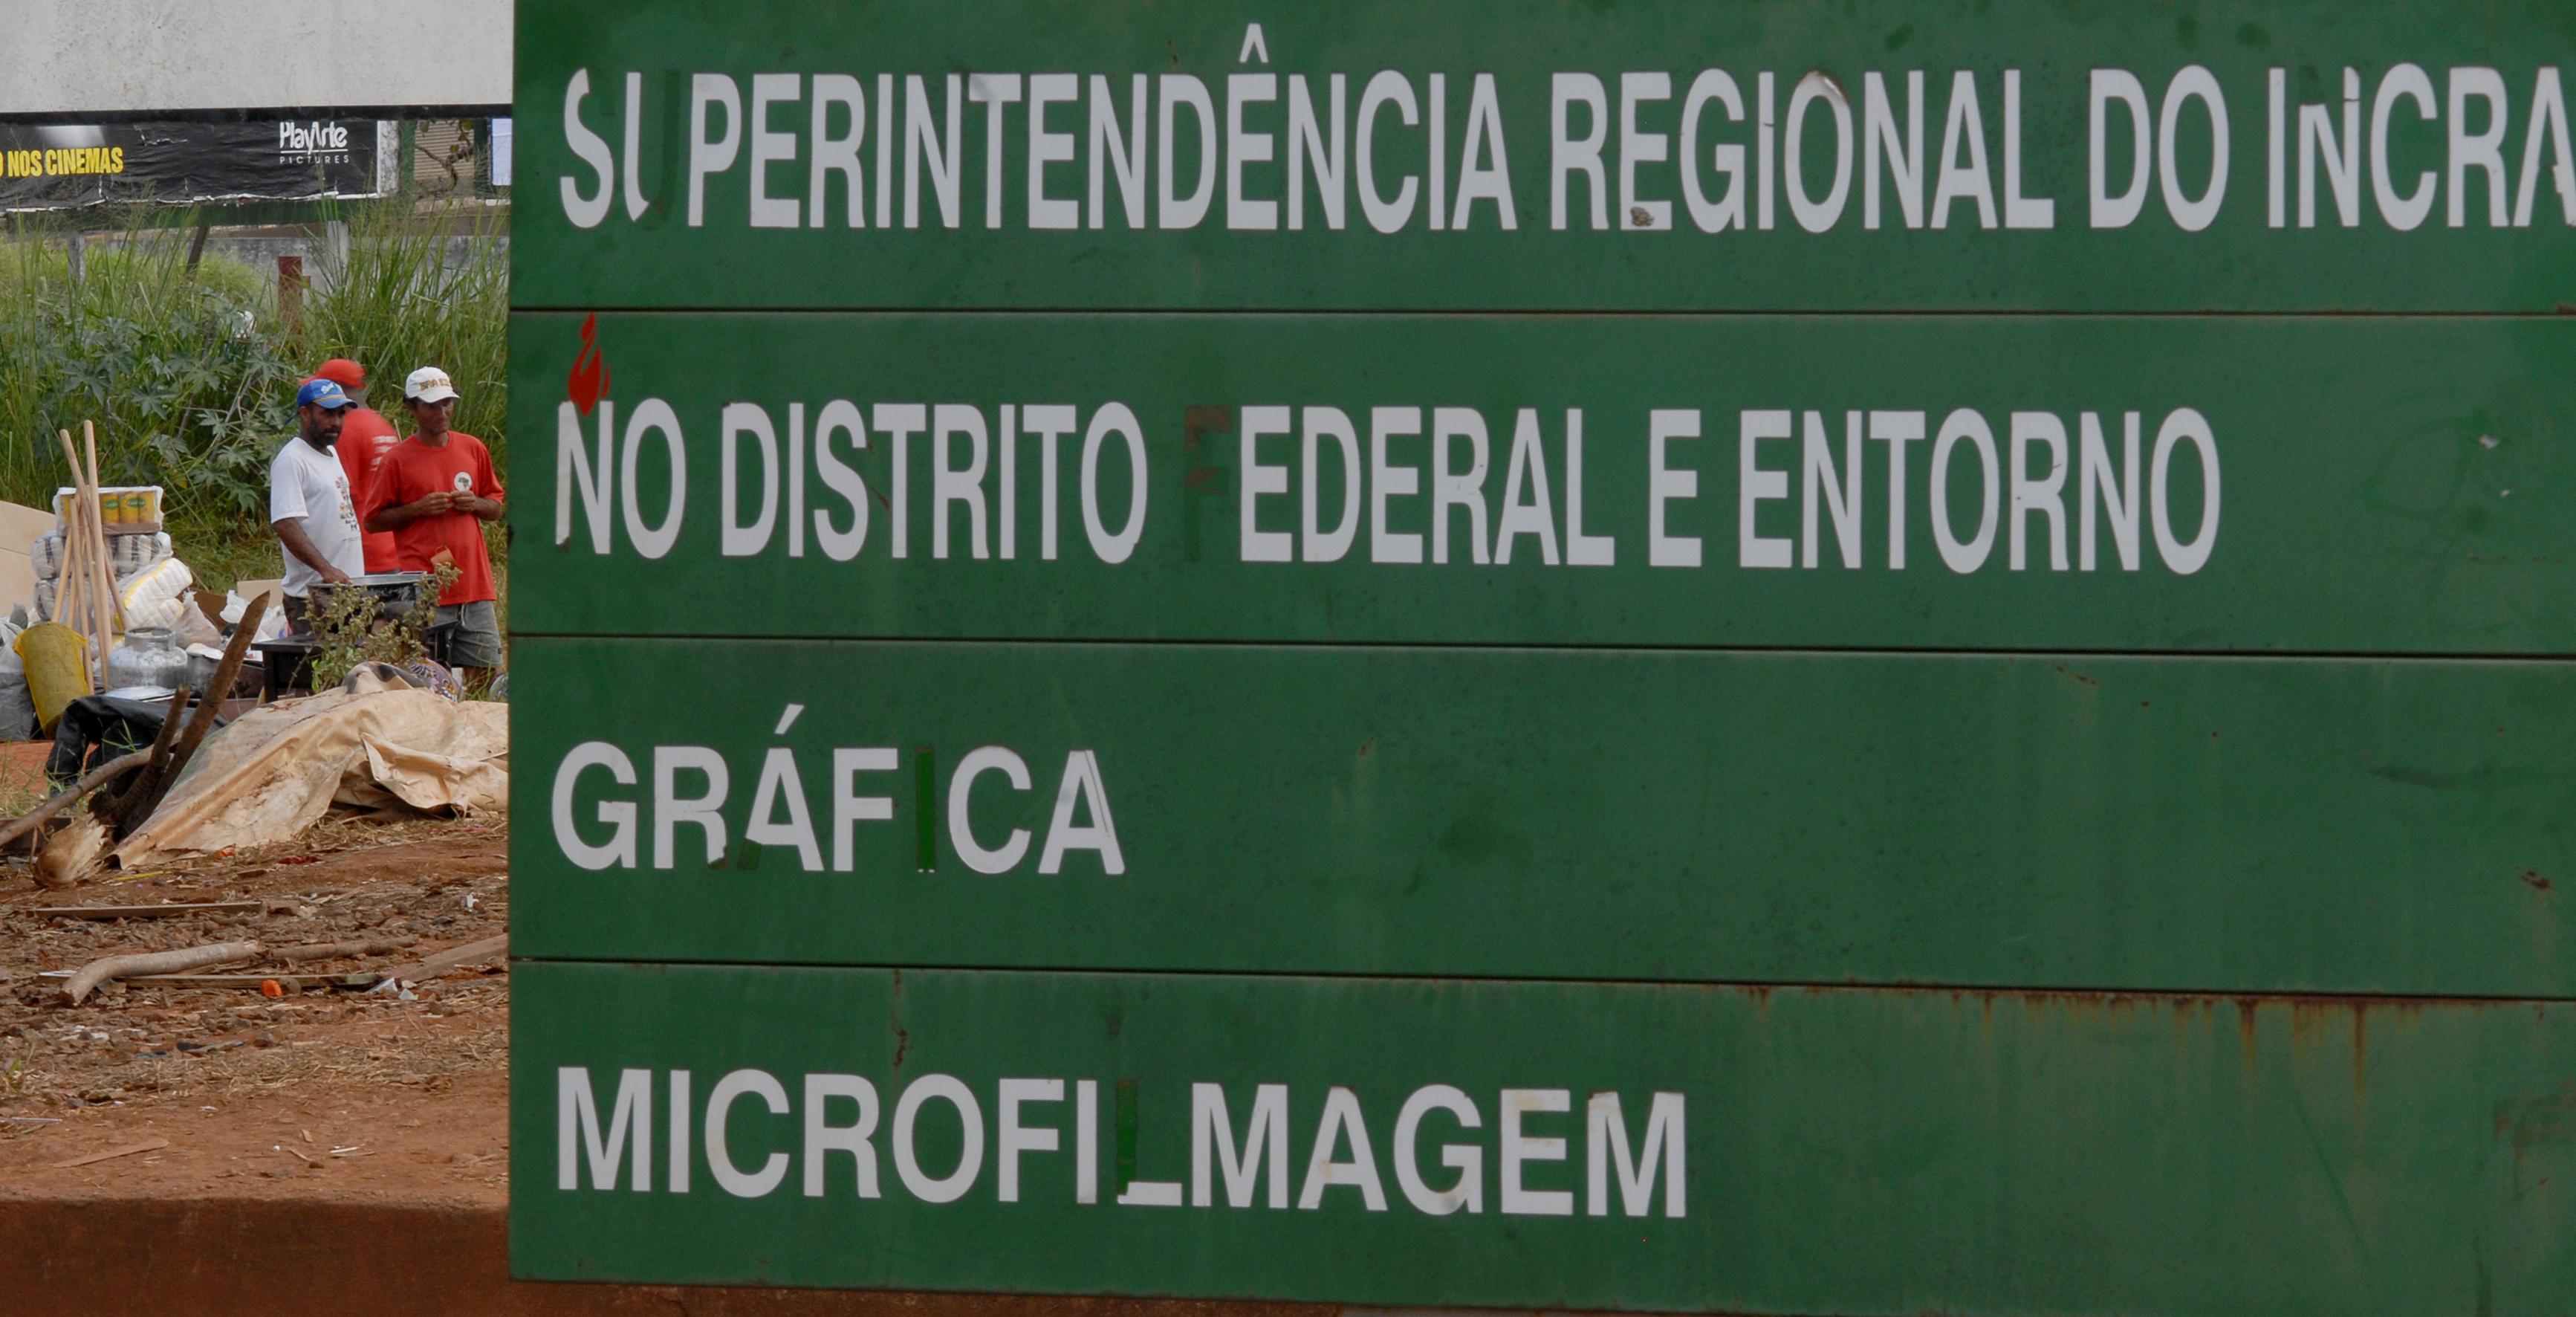 SUPERINTENDÊNCIA REGIONAL DO INCRA
NO DISTRITO FEDERAL E ENTORNO
GRÁFICA
MICROFILMAGEM
NOS CINEMAS
PlayArte
PICTURES